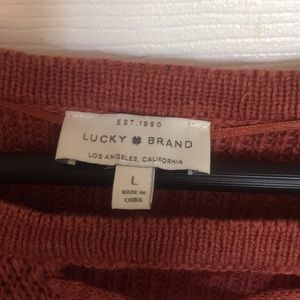 EST. 1990
LUCKY BRAND
LOS ANGELES, CALIFORNIA
L
MADE IN
CHINA